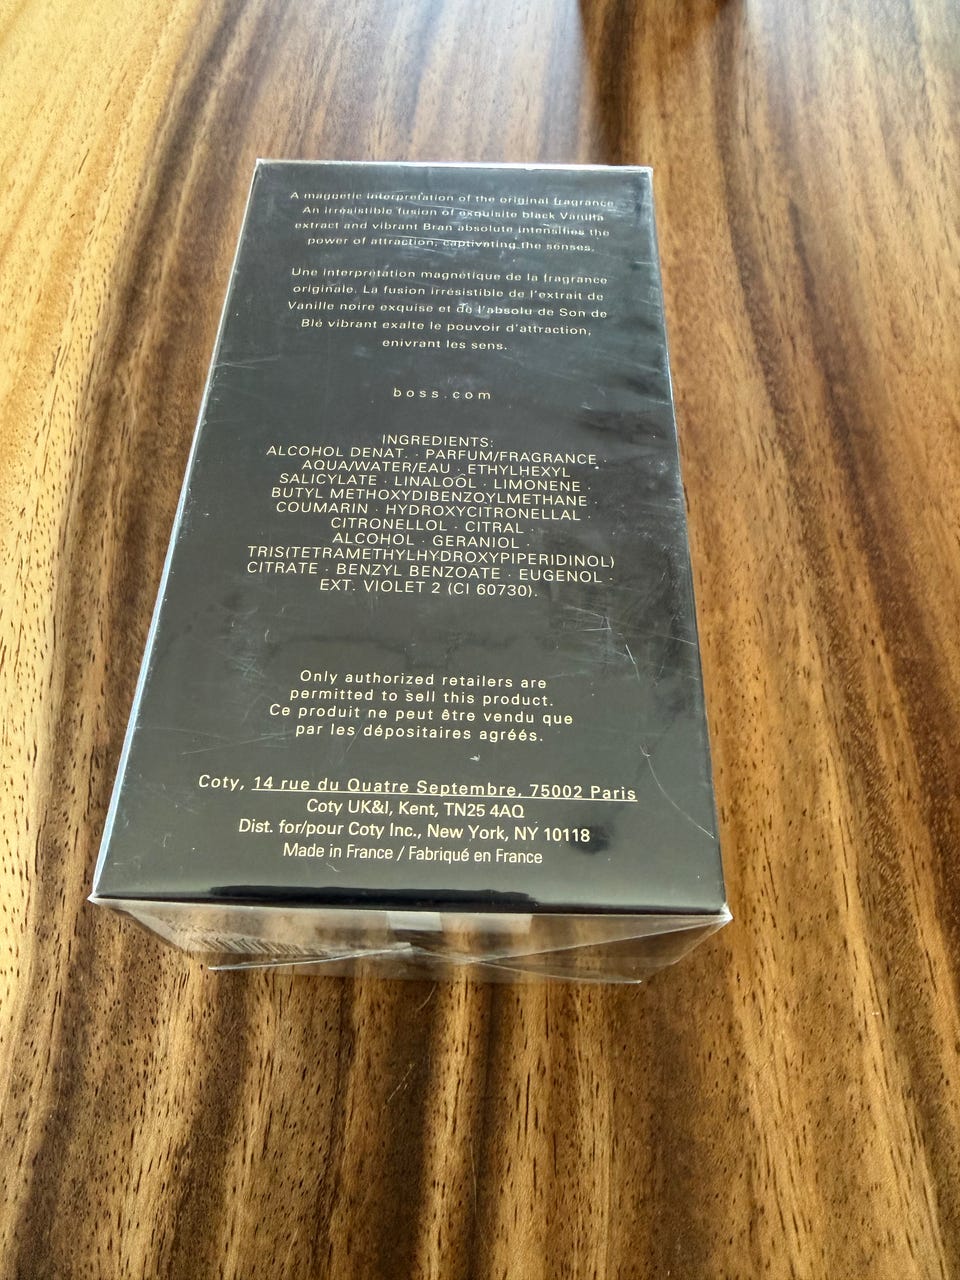 A magnetic interpretation of the original fragrance
An irresistible fusion of exquisite black Vanilla
extract and vibrant Bran absolute intensifies the
power of attraction, captivating the senses.
Une interprétation magnétique de la fragrance
originale. La fusion irrésistible de l'extrait de
Vanille noire exquise et de l'absolu de Son de
Blé vibrant exalte le pouvoir d'attraction,
enivrant les sens.
boss.com
INGREDIENTS:
ALCOHOL DENAT. · PARFUM/FRAGRANCE ·
AQUA/WATER/EAU · ETHYLHEXYL
SALICYLATE · LINALOOL · LIMONENE ·
BUTYL METHOXYDIBENZOYLMETHANE ·
COUMARIN · HYDROXYCITRONELLAL ·
CITRONELLOL · CITRAL ·
ALCOHOL · GERANIOL ·
TRIS(TETRAMETHYLHYDROXYPIPERIDINOL)
CITRATE · BENZYL BENZOATE · EUGENOL ·
EXT. VIOLET 2 (CI 60730).
Only authorized retailers are
permitted to sell this product.
Ce produit ne peut être vendu que
par les dépositaires agréés.
Coty, 14 rue du Quatre Septembre, 75002 Paris
Coty UK&I, Kent, TN25 4AQ
Dist. for/pour Coty Inc., New York, NY 10118
Made in France / Fabriqué en France